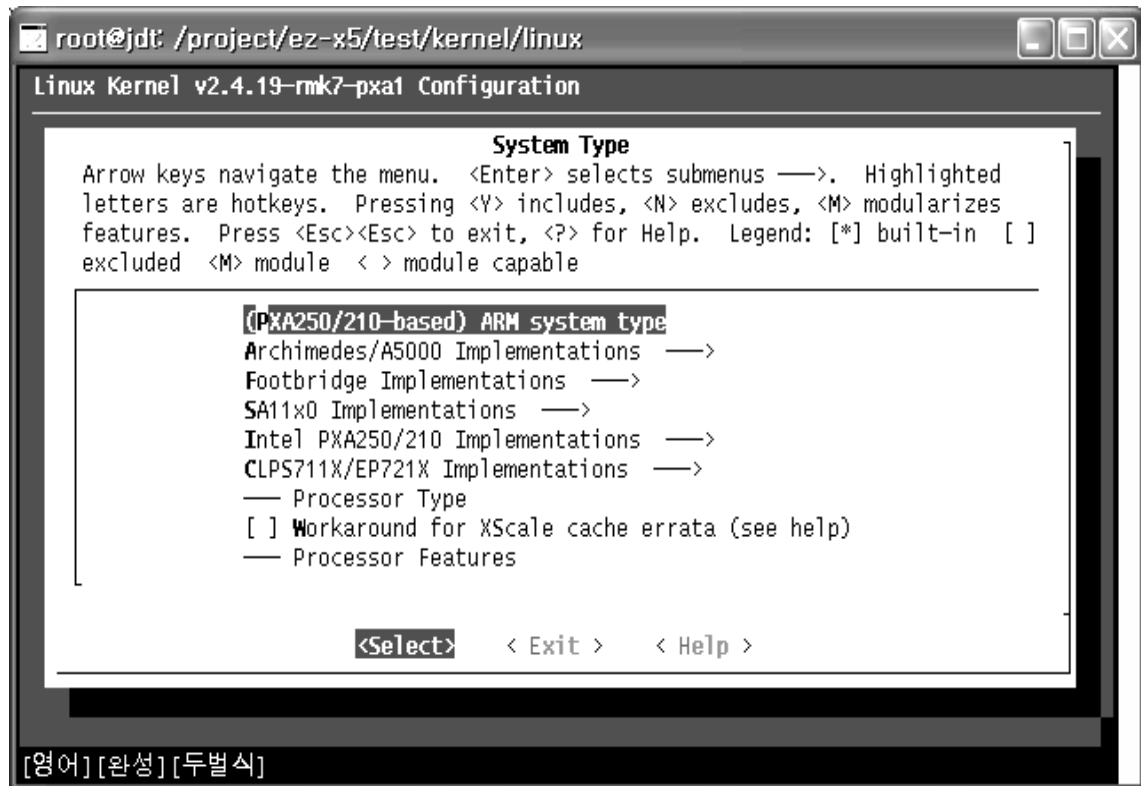 root@jdt: /project/ez-x5/test/kernel/linux
Linux Kernel v2.4.19-rmk7-pxa1 Configuration
System Type
Arrow keys navigate the menu.  <Enter> selects submenus --->.  Highlighted
letters are hotkeys.  Pressing <Y> includes, <N> excludes, <M> modularizes
features.  Press <Esc><Esc> to exit, <?> for Help.  Legend: [*] built-in  [ ]
excluded  <M> module  < > module capable
(PXA250/210-based) ARM system type
Archimedes/A5000 Implementations  --->
Footbridge Implementations  --->
SA11x0 Implementations  --->
Intel PXA250/210 Implementations  --->
CLPS711X/EP721X Implementations  --->
--- Processor Type
[ ] Workaround for XScale cache errata (see help)
--- Processor Features
<Select>    < Exit >    < Help >
[영어][완성][두벌식]